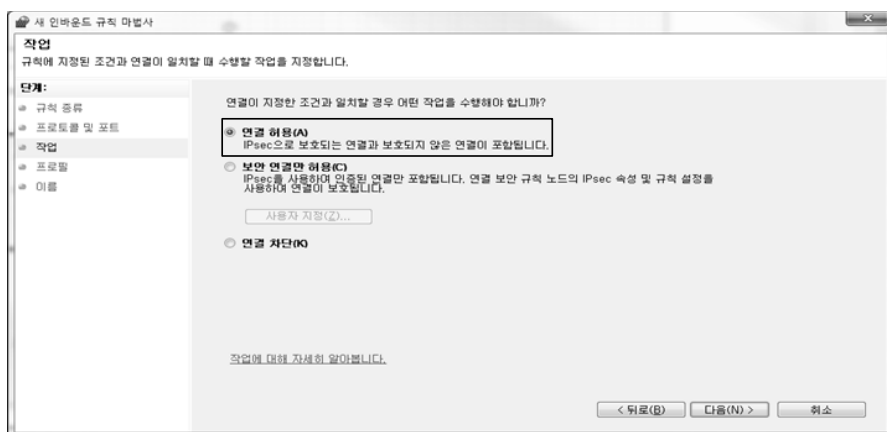 새 인바운드 규칙 마법사
작업
규칙에 지정된 조건과 연결이 일치할 때 수행할 작업을 지정합니다.
단계:
규칙 종류
프로토콜 및 포트
작업
프로필
이름
연결이 지정한 조건과 일치할 경우 어떤 작업을 수행해야 합니까?
연결 허용(A)
IPsec으로 보호되는 연결과 보호되지 않은 연결이 포함됩니다.
보안 연결만 허용(C)
IPsec를 사용하여 인증된 연결만 포함됩니다. 연결 보안 규칙 노드의 IPsec 속성 및 규칙 설정을
사용하여 연결이 보호됩니다.
사용자 지정(Z)...
연결 차단(K)
작업에 대해 자세히 알아봅니다.
< 뒤로(B)
다음(N) >
취소